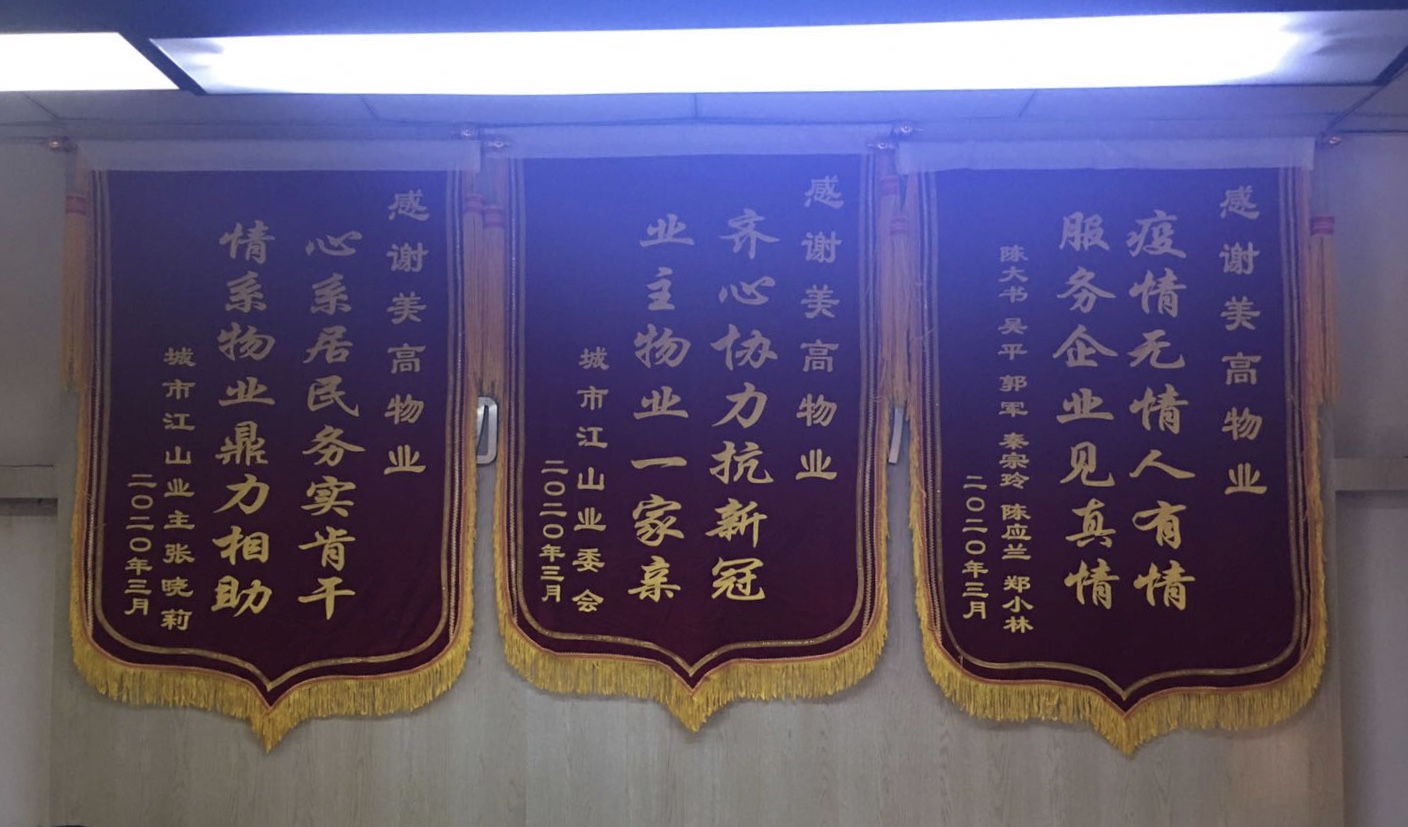 感谢美高物业
心系居民务实肯干
情系物业鼎力相助
城市江山业主张晓莉
二〇二〇年三月
感谢美高物业
齐心协力抗新冠
业主物业一家亲
城市江山业委会
二〇二〇年三月
感谢美高物业
疫情无情人有情
服务企业见真情
陈大书 吴平 郭军 秦宗玲 陈应兰 郑小林
二〇二〇年三月